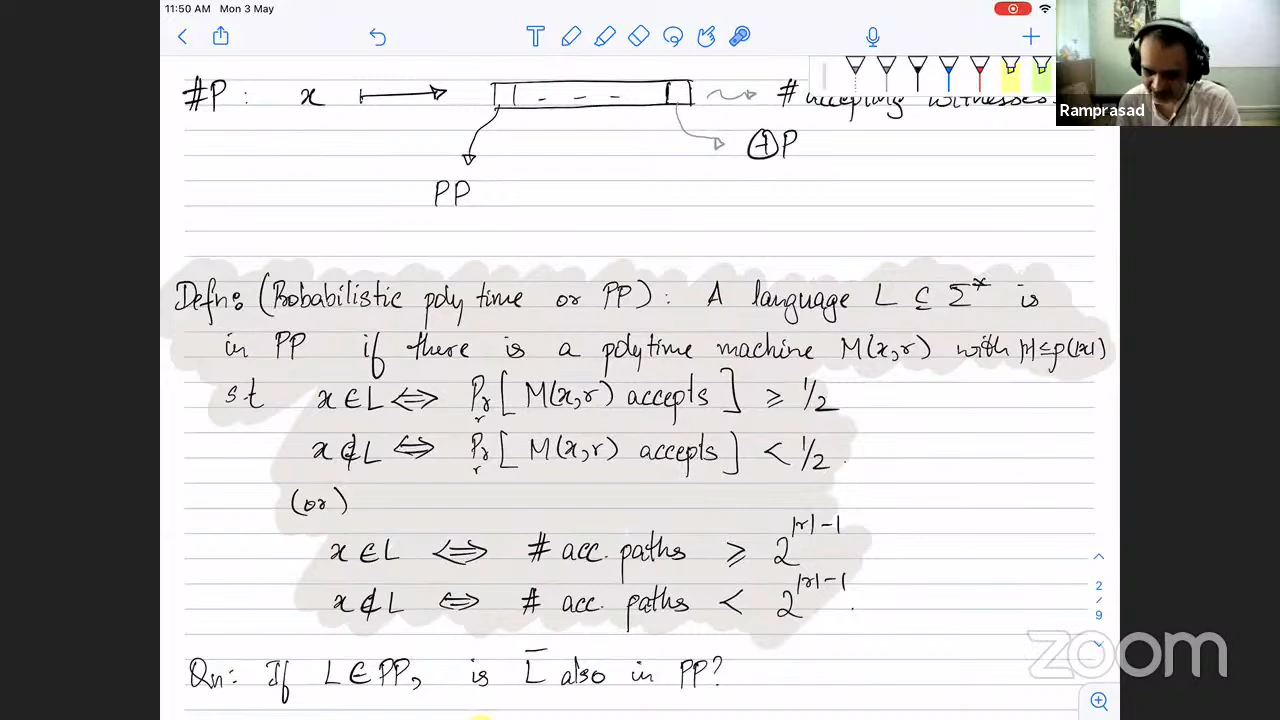 11:50 AM Mon 3 May
#P : x ⟼ # accepting witnesses.
Ramprasad
⊕P
PP
Defn: (Probabilistic poly time or PP) : A language L ⊆ Σ* is
in PP if there is a polytime machine M(x,r) with |r|≤p(|x|)
st x∈L ⟺ Pr_r[ M(x,r) accepts ] ≥ 1/2
x∉L ⟺ Pr_r[ M(x,r) accepts ] < 1/2.
(or)
x∈L ⟺ # acc. paths ≥ 2^{|r|-1}
x∉L ⟺ # acc. paths < 2^{|r|-1}.
2/9
zoom
Qn: If L∈PP, is L̅ also in PP?